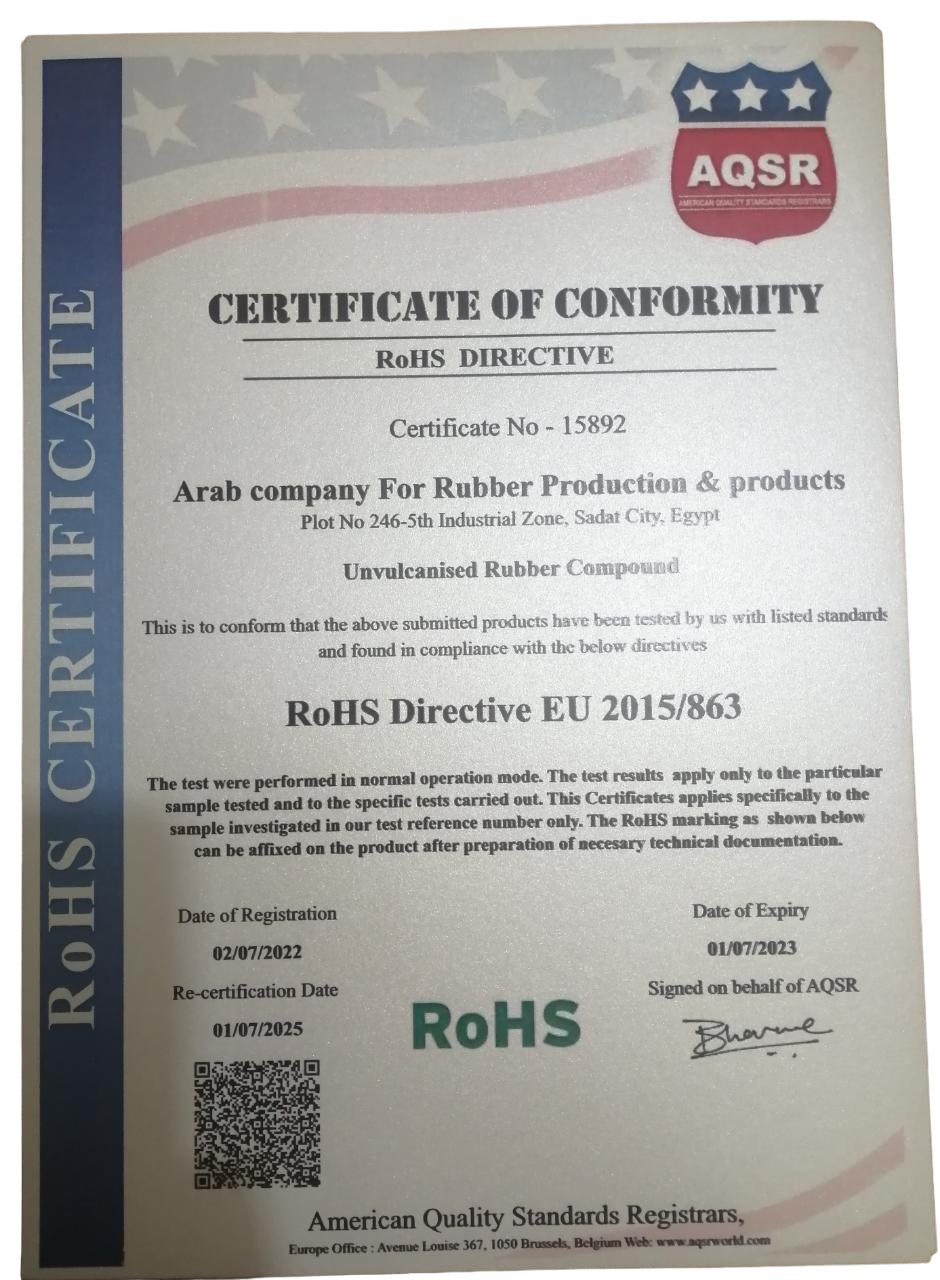 AQSR
AMERICAN QUALITY STANDARDS REGISTRARS
RoHS CERTIFICATE
CERTIFICATE OF CONFORMITY
RoHS DIRECTIVE
Certificate No - 15892
Arab company For Rubber Production & products
Plot No 246-5th Industrial Zone, Sadat City, Egypt
Unvulcanised Rubber Compound
This is to conform that the above submitted products have been tested by us with listed standards
and found in compliance with the below directives
RoHS Directive EU 2015/863
The test were performed in normal operation mode. The test results apply only to the particular
sample tested and to the specific tests carried out. This Certificates applies specifically to the
sample investigated in our test reference number only. The RoHS marking as shown below
can be affixed on the product after preparation of necesary technical documentation.
Date of Registration
02/07/2022
Re-certification Date
01/07/2025
Date of Expiry
01/07/2023
Signed on behalf of AQSR
RoHS
American Quality Standards Registrars,
Europe Office : Avenue Louise 367, 1050 Brussels, Belgium Web: www.aqsrworld.com